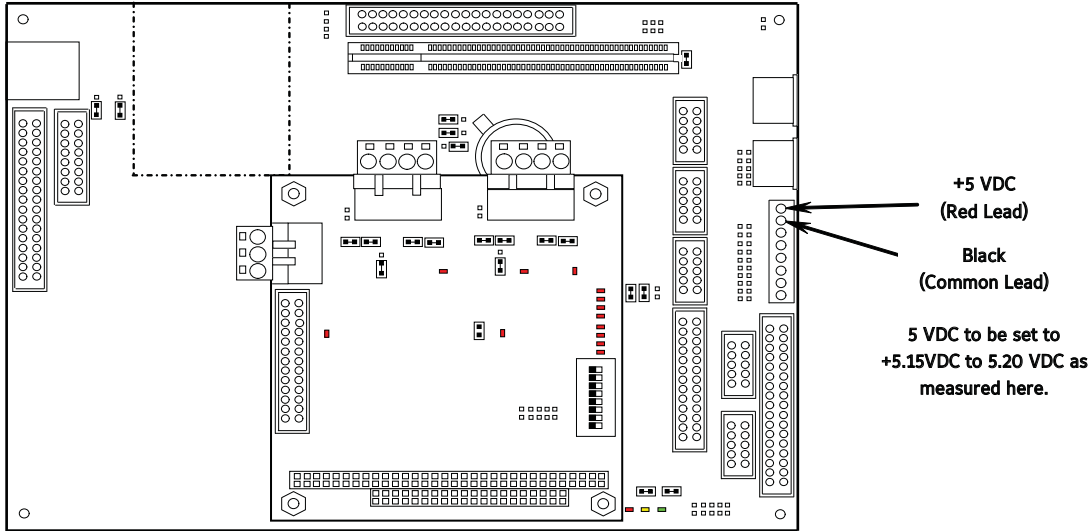 +5 VDC
(Red Lead)
Black
(Common Lead)
5 VDC to be set to
+5.15VDC to 5.20 VDC as
measured here.